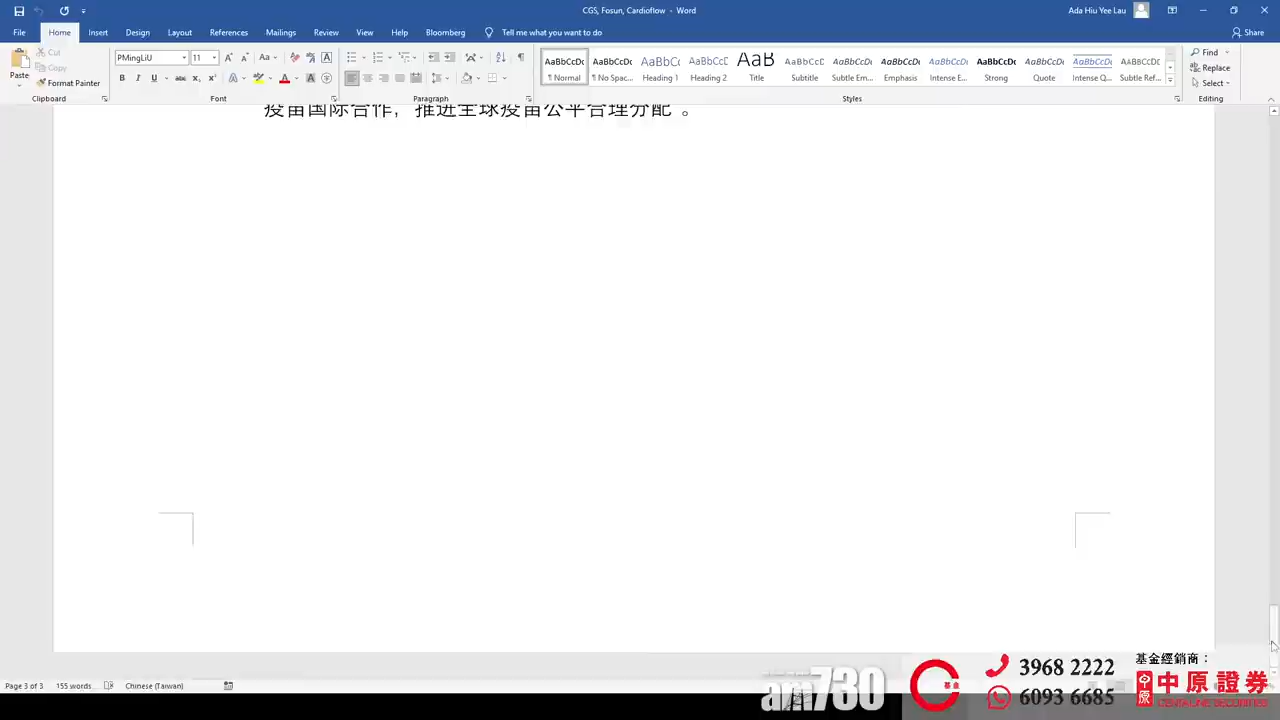 CGS, Fosun, Cardioflow - Word
Ada Hiu Yee Lau
File Home Insert Design Layout References Mailings Review View Help Bloomberg Tell me what you want to do
Share
Paste
Cut
Copy
Format Painter
Clipboard
PMingLiU 11
Font
Paragraph
AaBbCcDc AaBbCcDc AaBbCc AaBbCcC AaB AaBbCcD AaBbCcDc AaBbCcDc AaBbCcDc AaBbCcDc AaBbCcDc AaBbCcDc AABBCCDC
¶ Normal ¶ No Spac... Heading 1 Heading 2 Title Subtitle Subtle Em... Emphasis Intense E... Strong Quote Intense Q... Subtle Ref...
Styles
Find
Replace
Select
Editing
疫苗国际合作，推进全球疫苗公平合理分配 。
Page 3 of 3 155 words Chinese (Taiwan)
am730
基金
3968 2222
6093 6685
基金經銷商：
中原
中原證券
CENTALINE SECURITIES